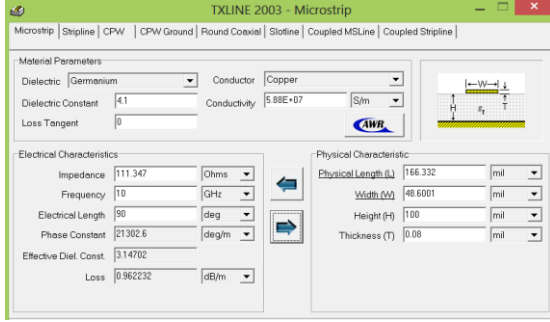 TXLINE 2003 - Microstrip
Microstrip | Stripline | CPW | CPW Ground | Round Coaxial | Slotline | Coupled MSLine | Coupled Stripline |
Material Parameters
Dielectric Germanium Conductor Copper
Dielectric Constant 4.1 Conductivity 5.88E+07 S/m
Loss Tangent 0
AWR
W
H εr T
Electrical Characteristics
Impedance 111.347 Ohms
Frequency 10 GHz
Electrical Length 90 deg
Phase Constant 21302.6 deg/m
Effective Diel. Const. 3.14702
Loss 0.962232 dB/m
Physical Characteristic
Physical Length (L) 166.332 mil
Width (W) 48.6001 mil
Height (H) 100 mil
Thickness (T) 0.08 mil